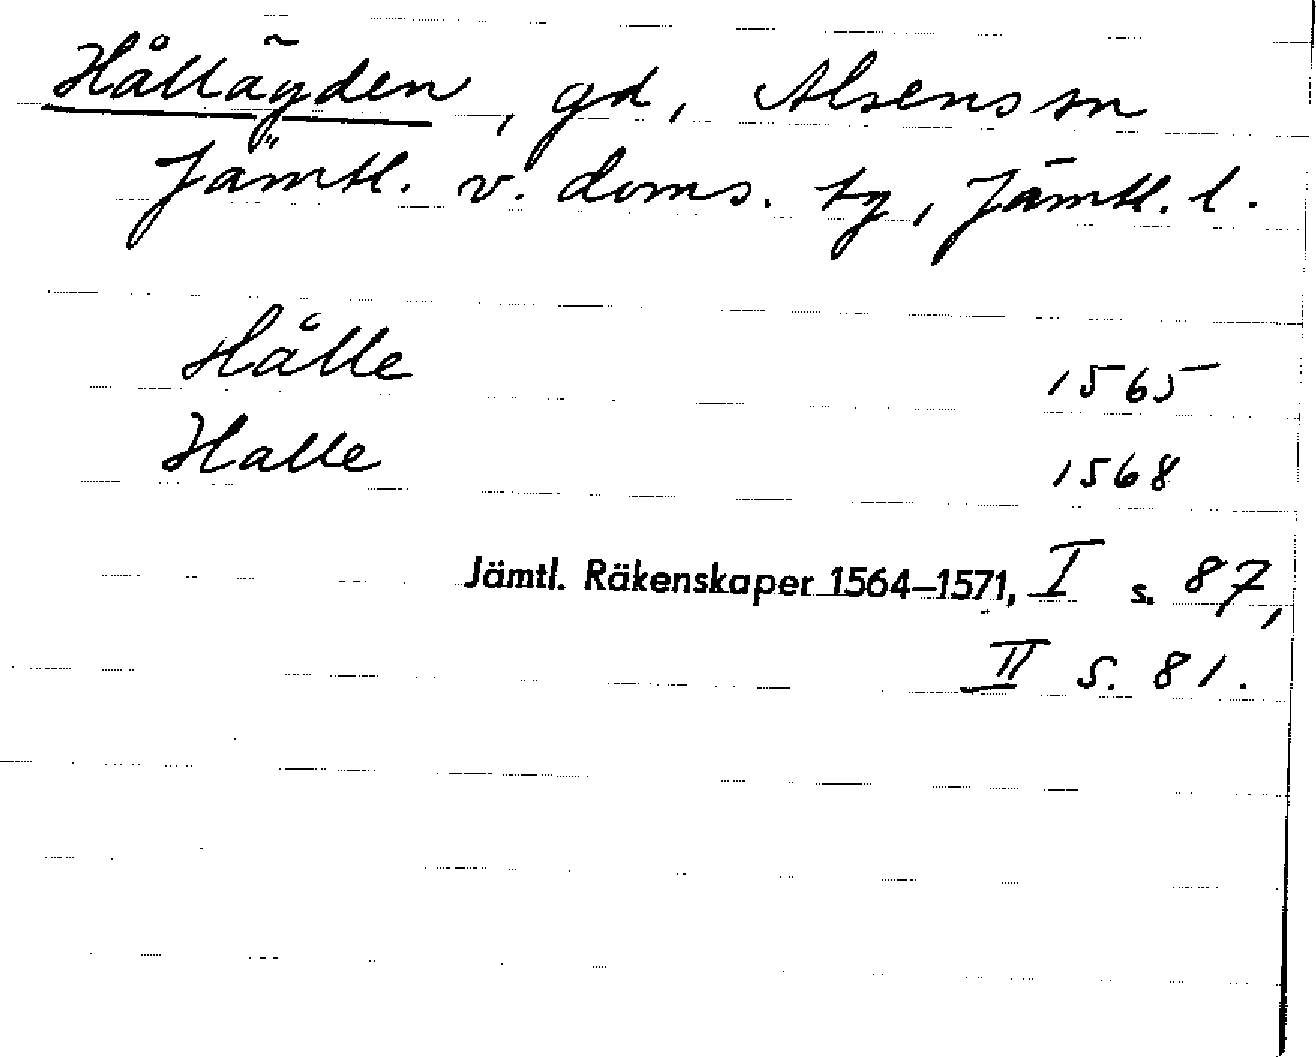 Hållägden, gd, Alsens sn
Jämtl. v. doms. tg, Jämtl. l.
Hålle 1565
Halle 1568
Jämtl. Räkenskaper 1564–1571, I s. 87,
II s. 81.